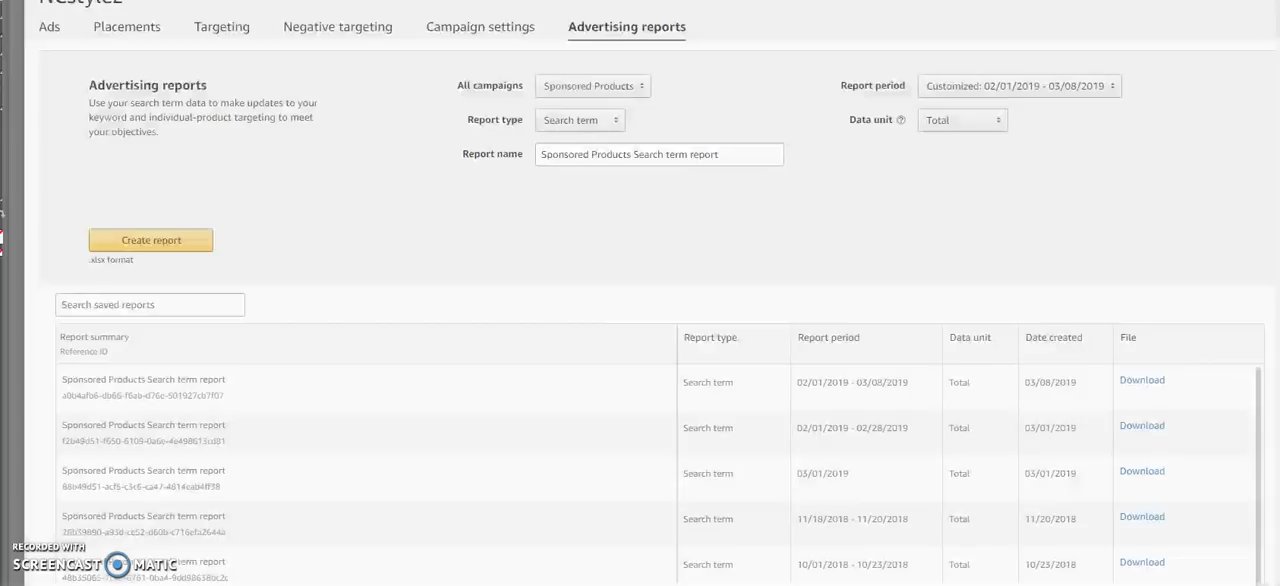 Ads Placements Targeting Negative targeting Campaign settings Advertising reports
Advertising reports
Use your search term data to make updates to your
keyword and individual-product targeting to meet
your objectives.
All campaigns Sponsored Products
Report type Search term
Report name Sponsored Products Search term report
Report period Customized: 02/01/2019 - 03/08/2019
Data unit Total
Create report
.xlsx format
Search saved reports
Report summary Report type Report period Data unit Date created File
Reference ID
Sponsored Products Search term report Search term 02/01/2019 - 03/08/2019 Total 03/08/2019 Download
Sponsored Products Search term report Search term 02/01/2019 - 02/28/2019 Total 03/01/2019 Download
Sponsored Products Search term report Search term 03/01/2019 Total 03/01/2019 Download
Sponsored Products Search term report Search term 11/18/2018 - 11/20/2018 Total 11/20/2018 Download
Sponsored Products Search term report Search term 10/01/2018 - 10/23/2018 Total 10/23/2018 Download
RECORDED WITH
SCREENCAST MATIC